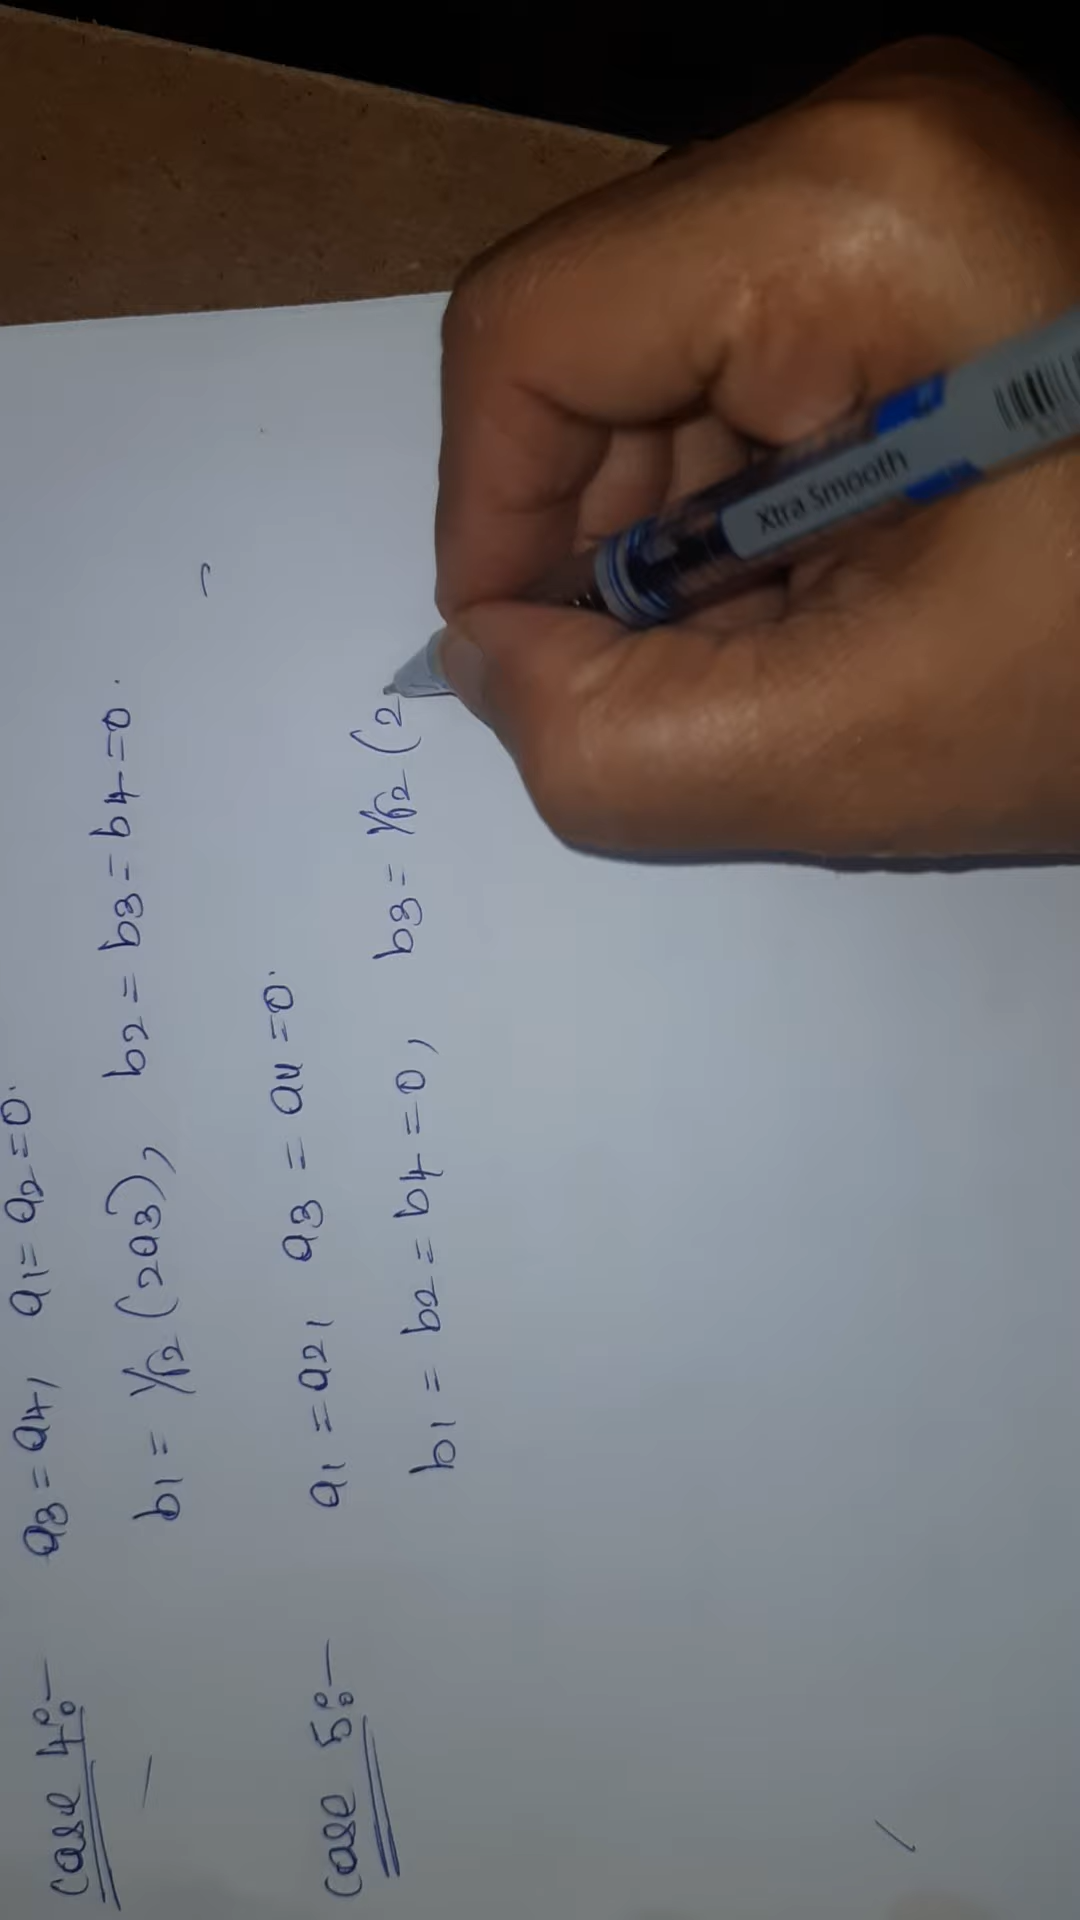 Case 4:- a3 = a4, a1 = a2 = 0.
b1 = 1/√2 (2a3), b2 = b3 = b4 = 0.
Case 5:- a1 = a2, a3 = a4 = 0.
b1 = b2 = b4 = 0, b3 = 1/√2 (2
Xtra Smooth